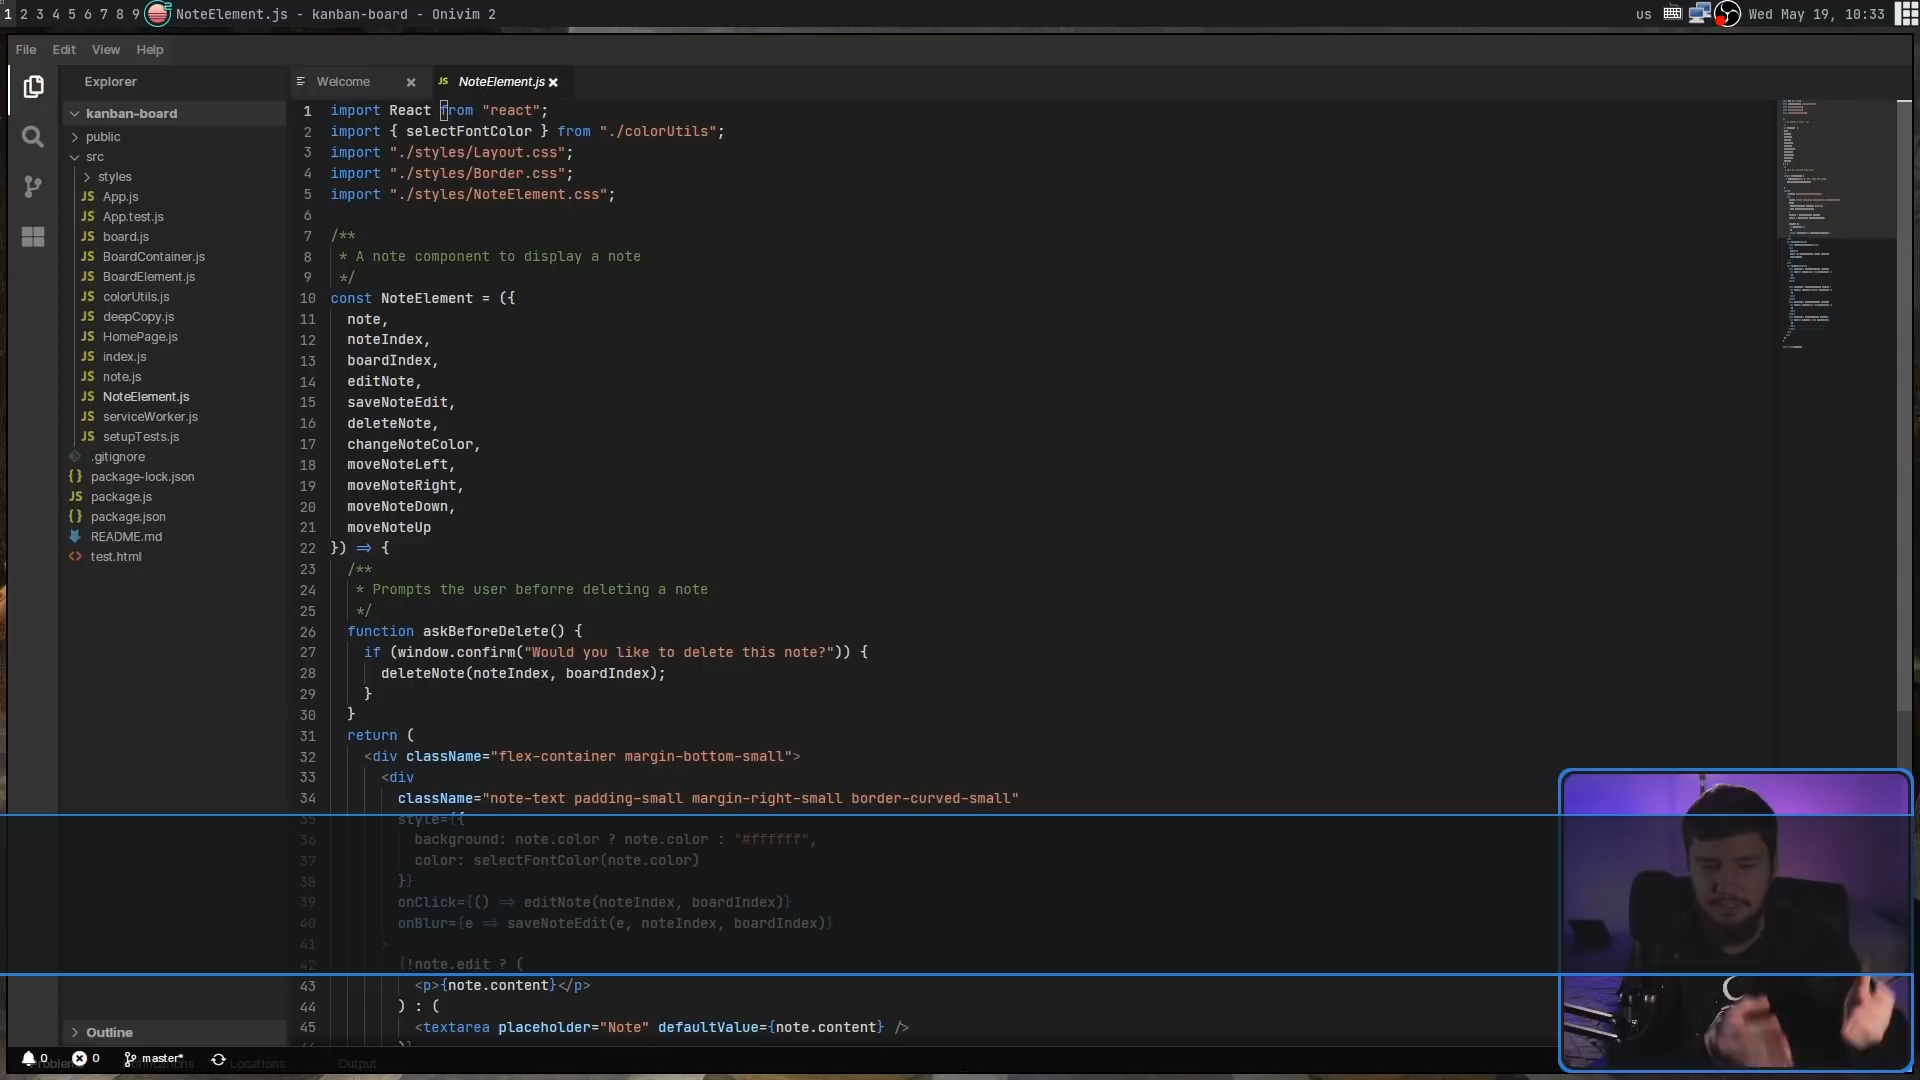 1 2 3 4 5 6 7 8 9 NoteElement.js - kanban-board - Onivim 2
us Wed May 19, 10:33
File Edit View Help
Explorer
kanban-board
public
src
styles
JS App.js
JS App.test.js
JS board.js
JS BoardContainer.js
JS BoardElement.js
JS colorUtils.js
JS deepCopy.js
JS HomePage.js
JS index.js
JS note.js
JS NoteElement.js
JS serviceWorker.js
JS setupTests.js
.gitignore
{} package-lock.json
JS package.js
{} package.json
README.md
<> test.html
Outline
Welcome
JS NoteElement.js
1 import React from "react";
2 import { selectFontColor } from "./colorUtils";
3 import "./styles/Layout.css";
4 import "./styles/Border.css";
5 import "./styles/NoteElement.css";
6
7 /**
8 * A note component to display a note
9 */
10 const NoteElement = ({
11 note,
12 noteIndex,
13 boardIndex,
14 editNote,
15 saveNoteEdit,
16 deleteNote,
17 changeNoteColor,
18 moveNoteLeft,
19 moveNoteRight,
20 moveNoteDown,
21 moveNoteUp
22 }) => {
23 /**
24 * Prompts the user beforre deleting a note
25 */
26 function askBeforeDelete() {
27 if (window.confirm("Would you like to delete this note?")) {
28 deleteNote(noteIndex, boardIndex);
29 }
30 }
31 return (
32 <div className="flex-container margin-bottom-small">
33 <div
34 className="note-text padding-small margin-right-small border-curved-small"
35 style={{
36 background: note.color ? note.color : "#ffffff",
37 color: selectFontColor(note.color)
38 }}
39 onClick={() => editNote(noteIndex, boardIndex)}
40 onBlur={e => saveNoteEdit(e, noteIndex, boardIndex)}
41 >
42 {!note.edit ? (
43 <p>{note.content}</p>
44 ) : (
45 <textarea placeholder="Note" defaultValue={note.content} />
0 0 master*
Problems Notifications Locations Output